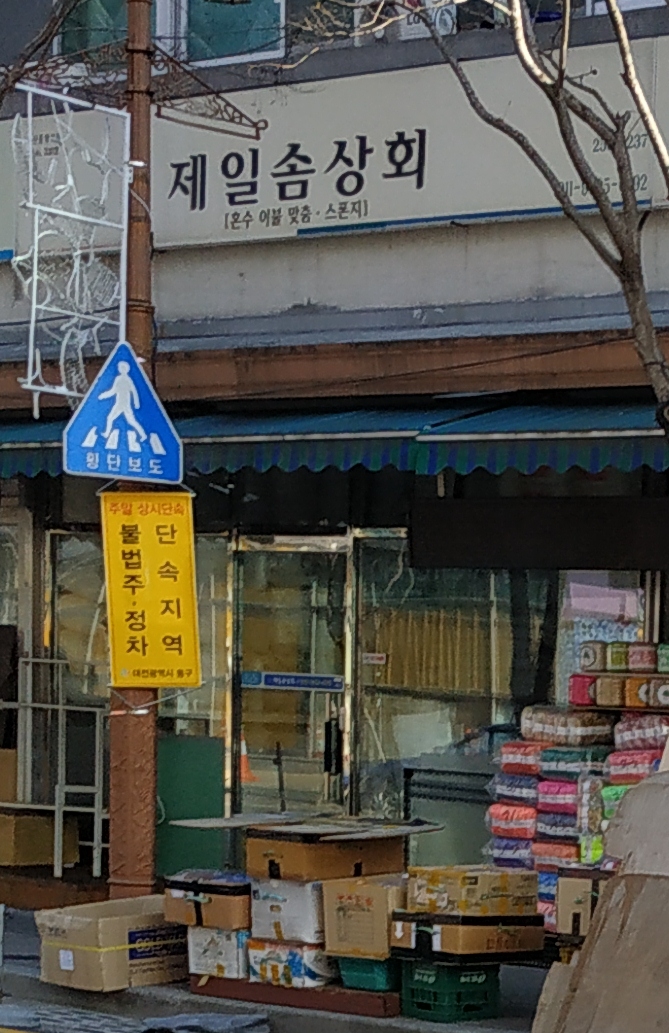 제일솜상회
[혼수 이불 맞춤·스폰지]
횡단보도
주말 상시단속
불법주·정차
단속지역
대전광역시 동구